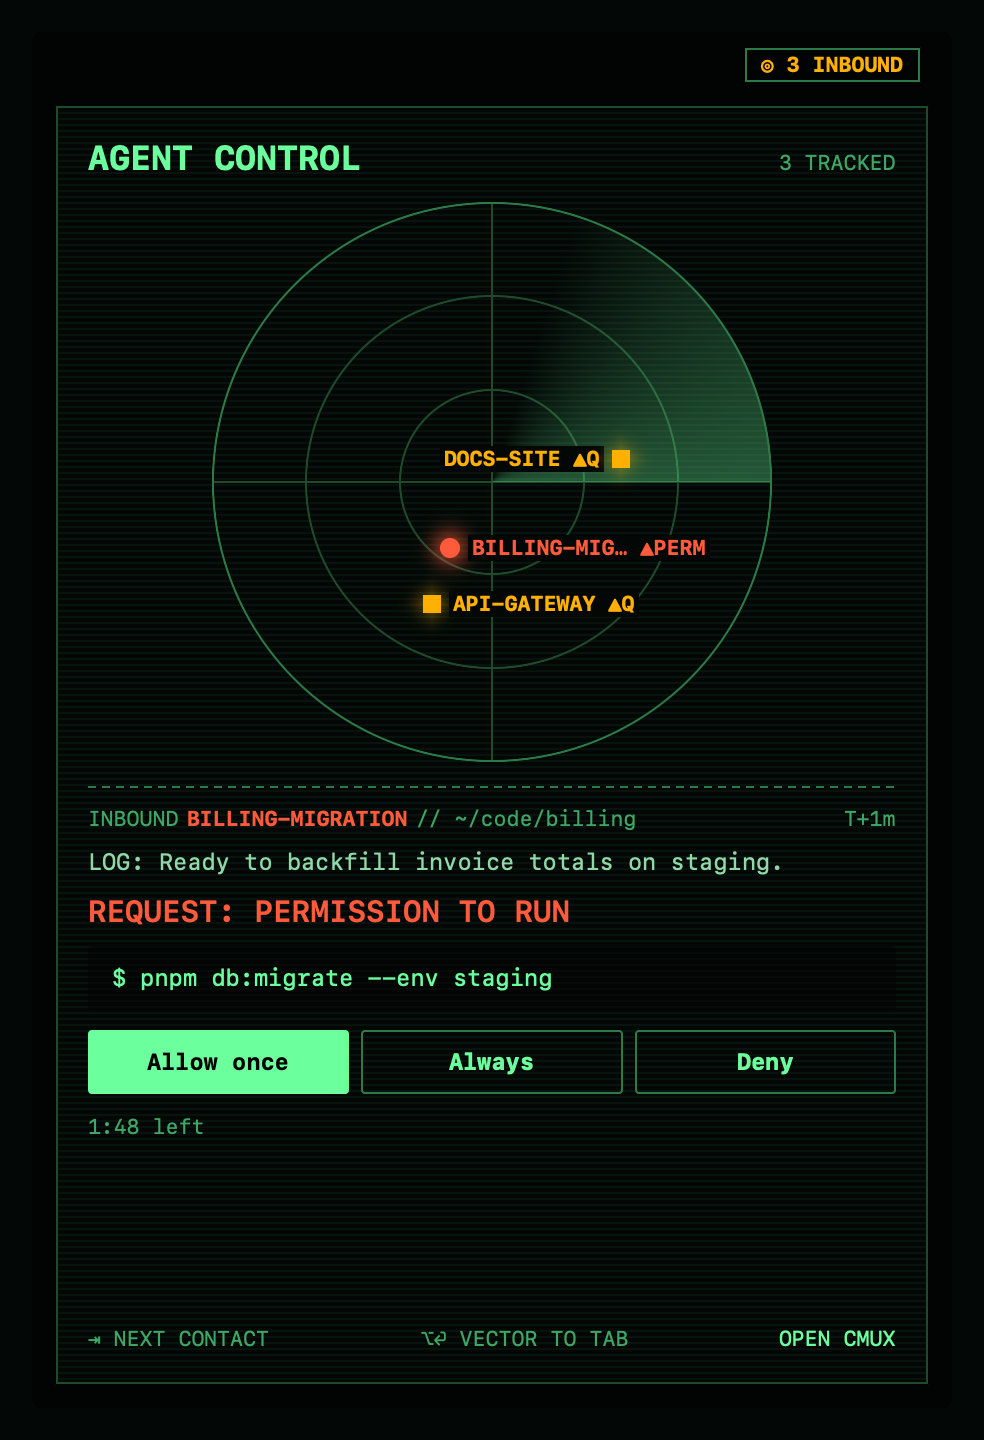 ◎ 3 INBOUND
AGENT CONTROL
3 TRACKED
DOCS-SITE ▲Q
BILLING-MIG… ▲PERM
API-GATEWAY ▲Q
INBOUND BILLING-MIGRATION // ~/code/billing
T+1m
LOG: Ready to backfill invoice totals on staging.
REQUEST: PERMISSION TO RUN
$ pnpm db:migrate --env staging
Allow once
Always
Deny
1:48 left
⇥ NEXT CONTACT
⌥⏎ VECTOR TO TAB
OPEN CMUX